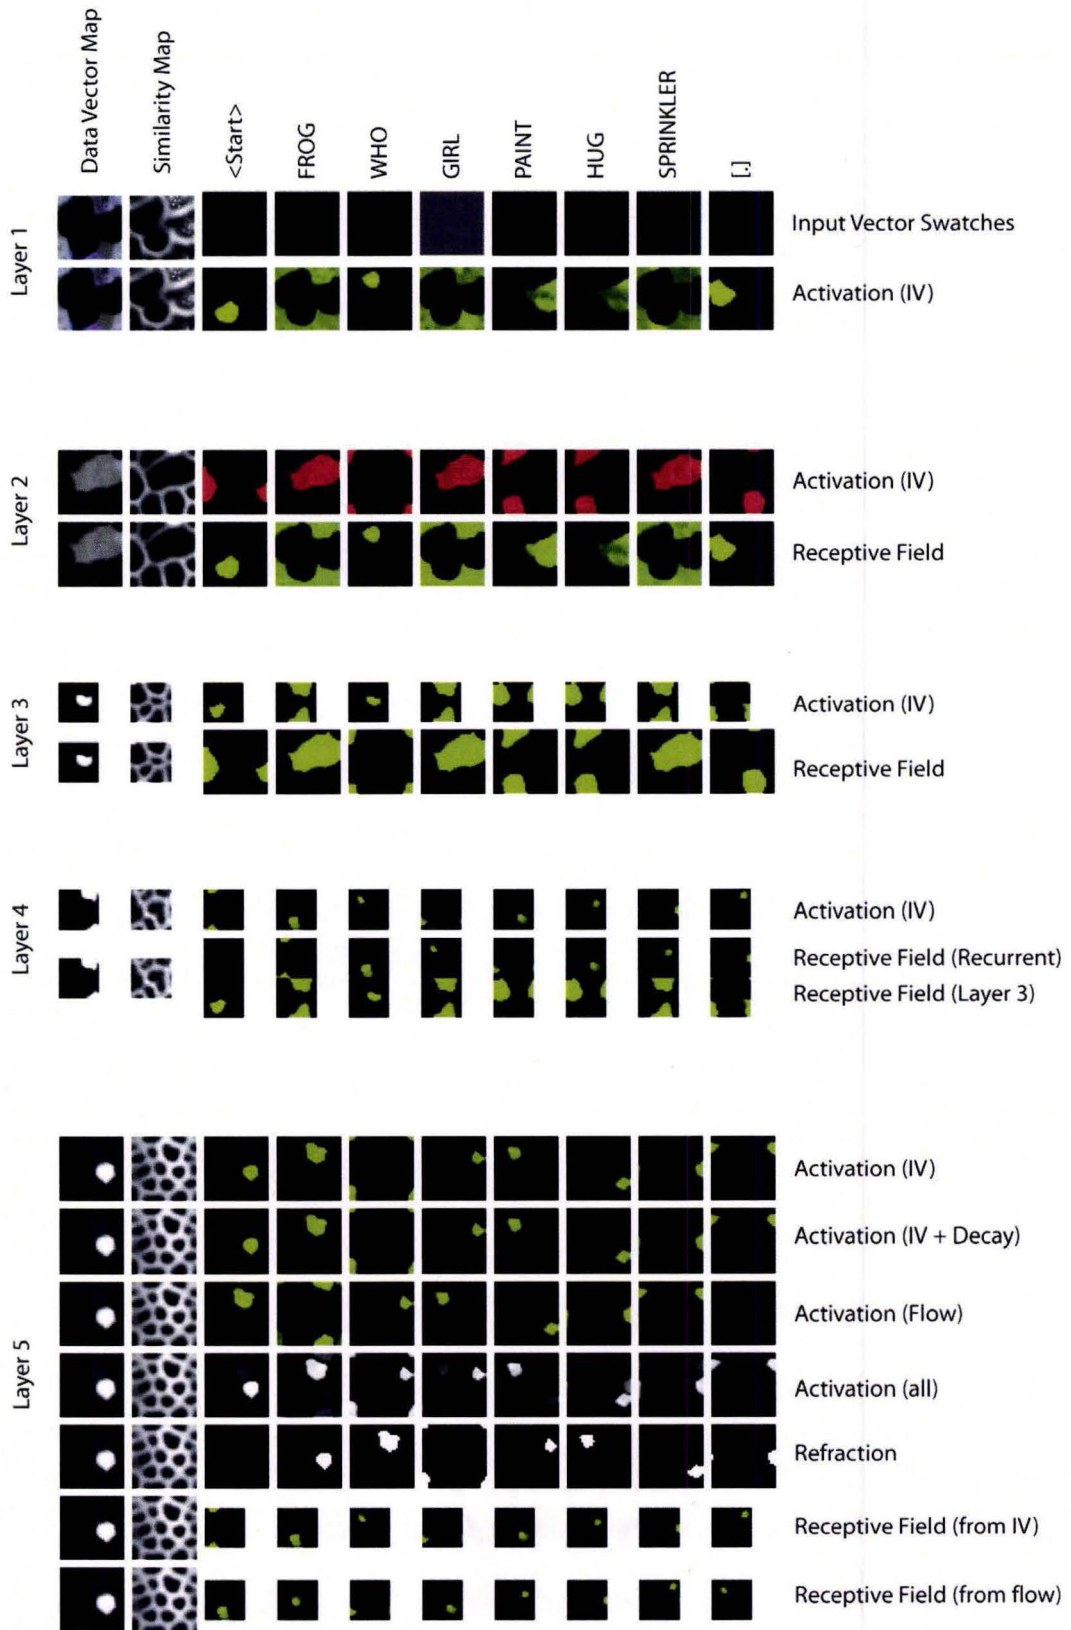 Data Vector Map
Similarity Map
<Start>
FROG
WHO
GIRL
PAINT
HUG
SPRINKLER
[.]
Layer 1
Input Vector Swatches
Activation (IV)
Layer 2
Activation (IV)
Receptive Field
Layer 3
Activation (IV)
Receptive Field
Layer 4
Activation (IV)
Receptive Field (Recurrent)
Receptive Field (Layer 3)
Layer 5
Activation (IV)
Activation (IV + Decay)
Activation (Flow)
Activation (all)
Refraction
Receptive Field (from IV)
Receptive Field (from flow)